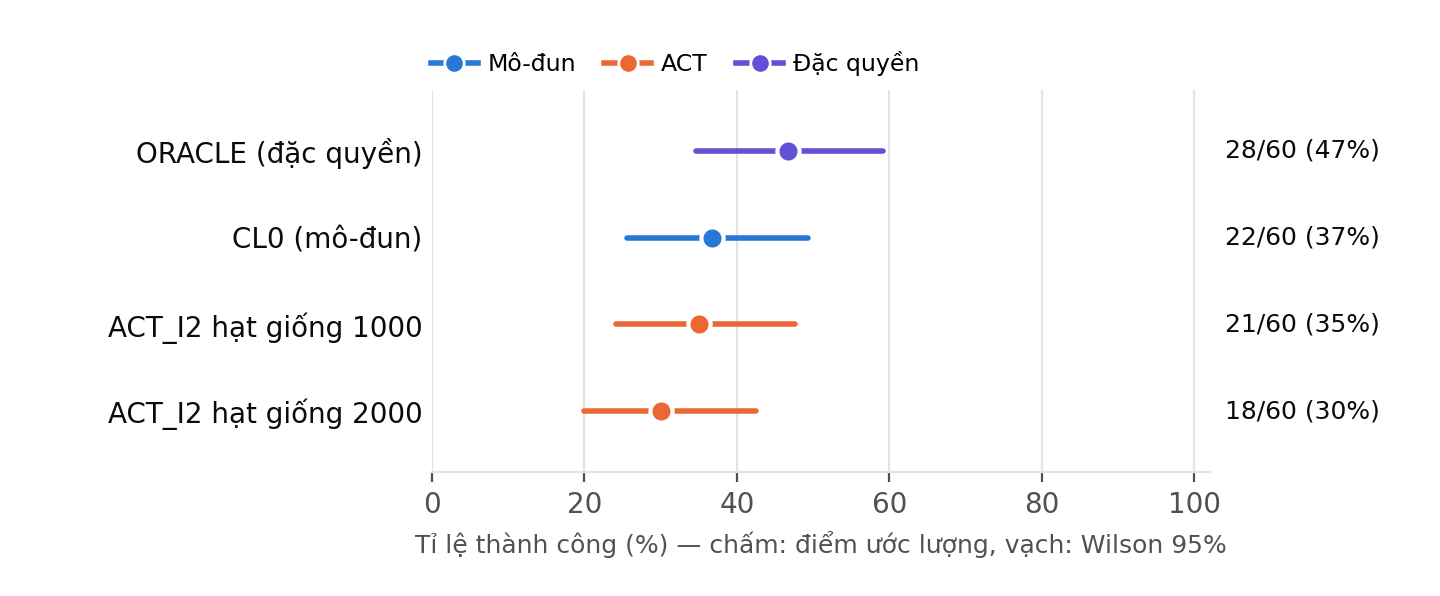 Mô-đun ACT Đặc quyền
ORACLE (đặc quyền) 28/60 (47%)
CL0 (mô-đun) 22/60 (37%)
ACT_I2 hạt giống 1000 21/60 (35%)
ACT_I2 hạt giống 2000 18/60 (30%)
0 20 40 60 80 100
Tỉ lệ thành công (%) — chấm: điểm ước lượng, vạch: Wilson 95%